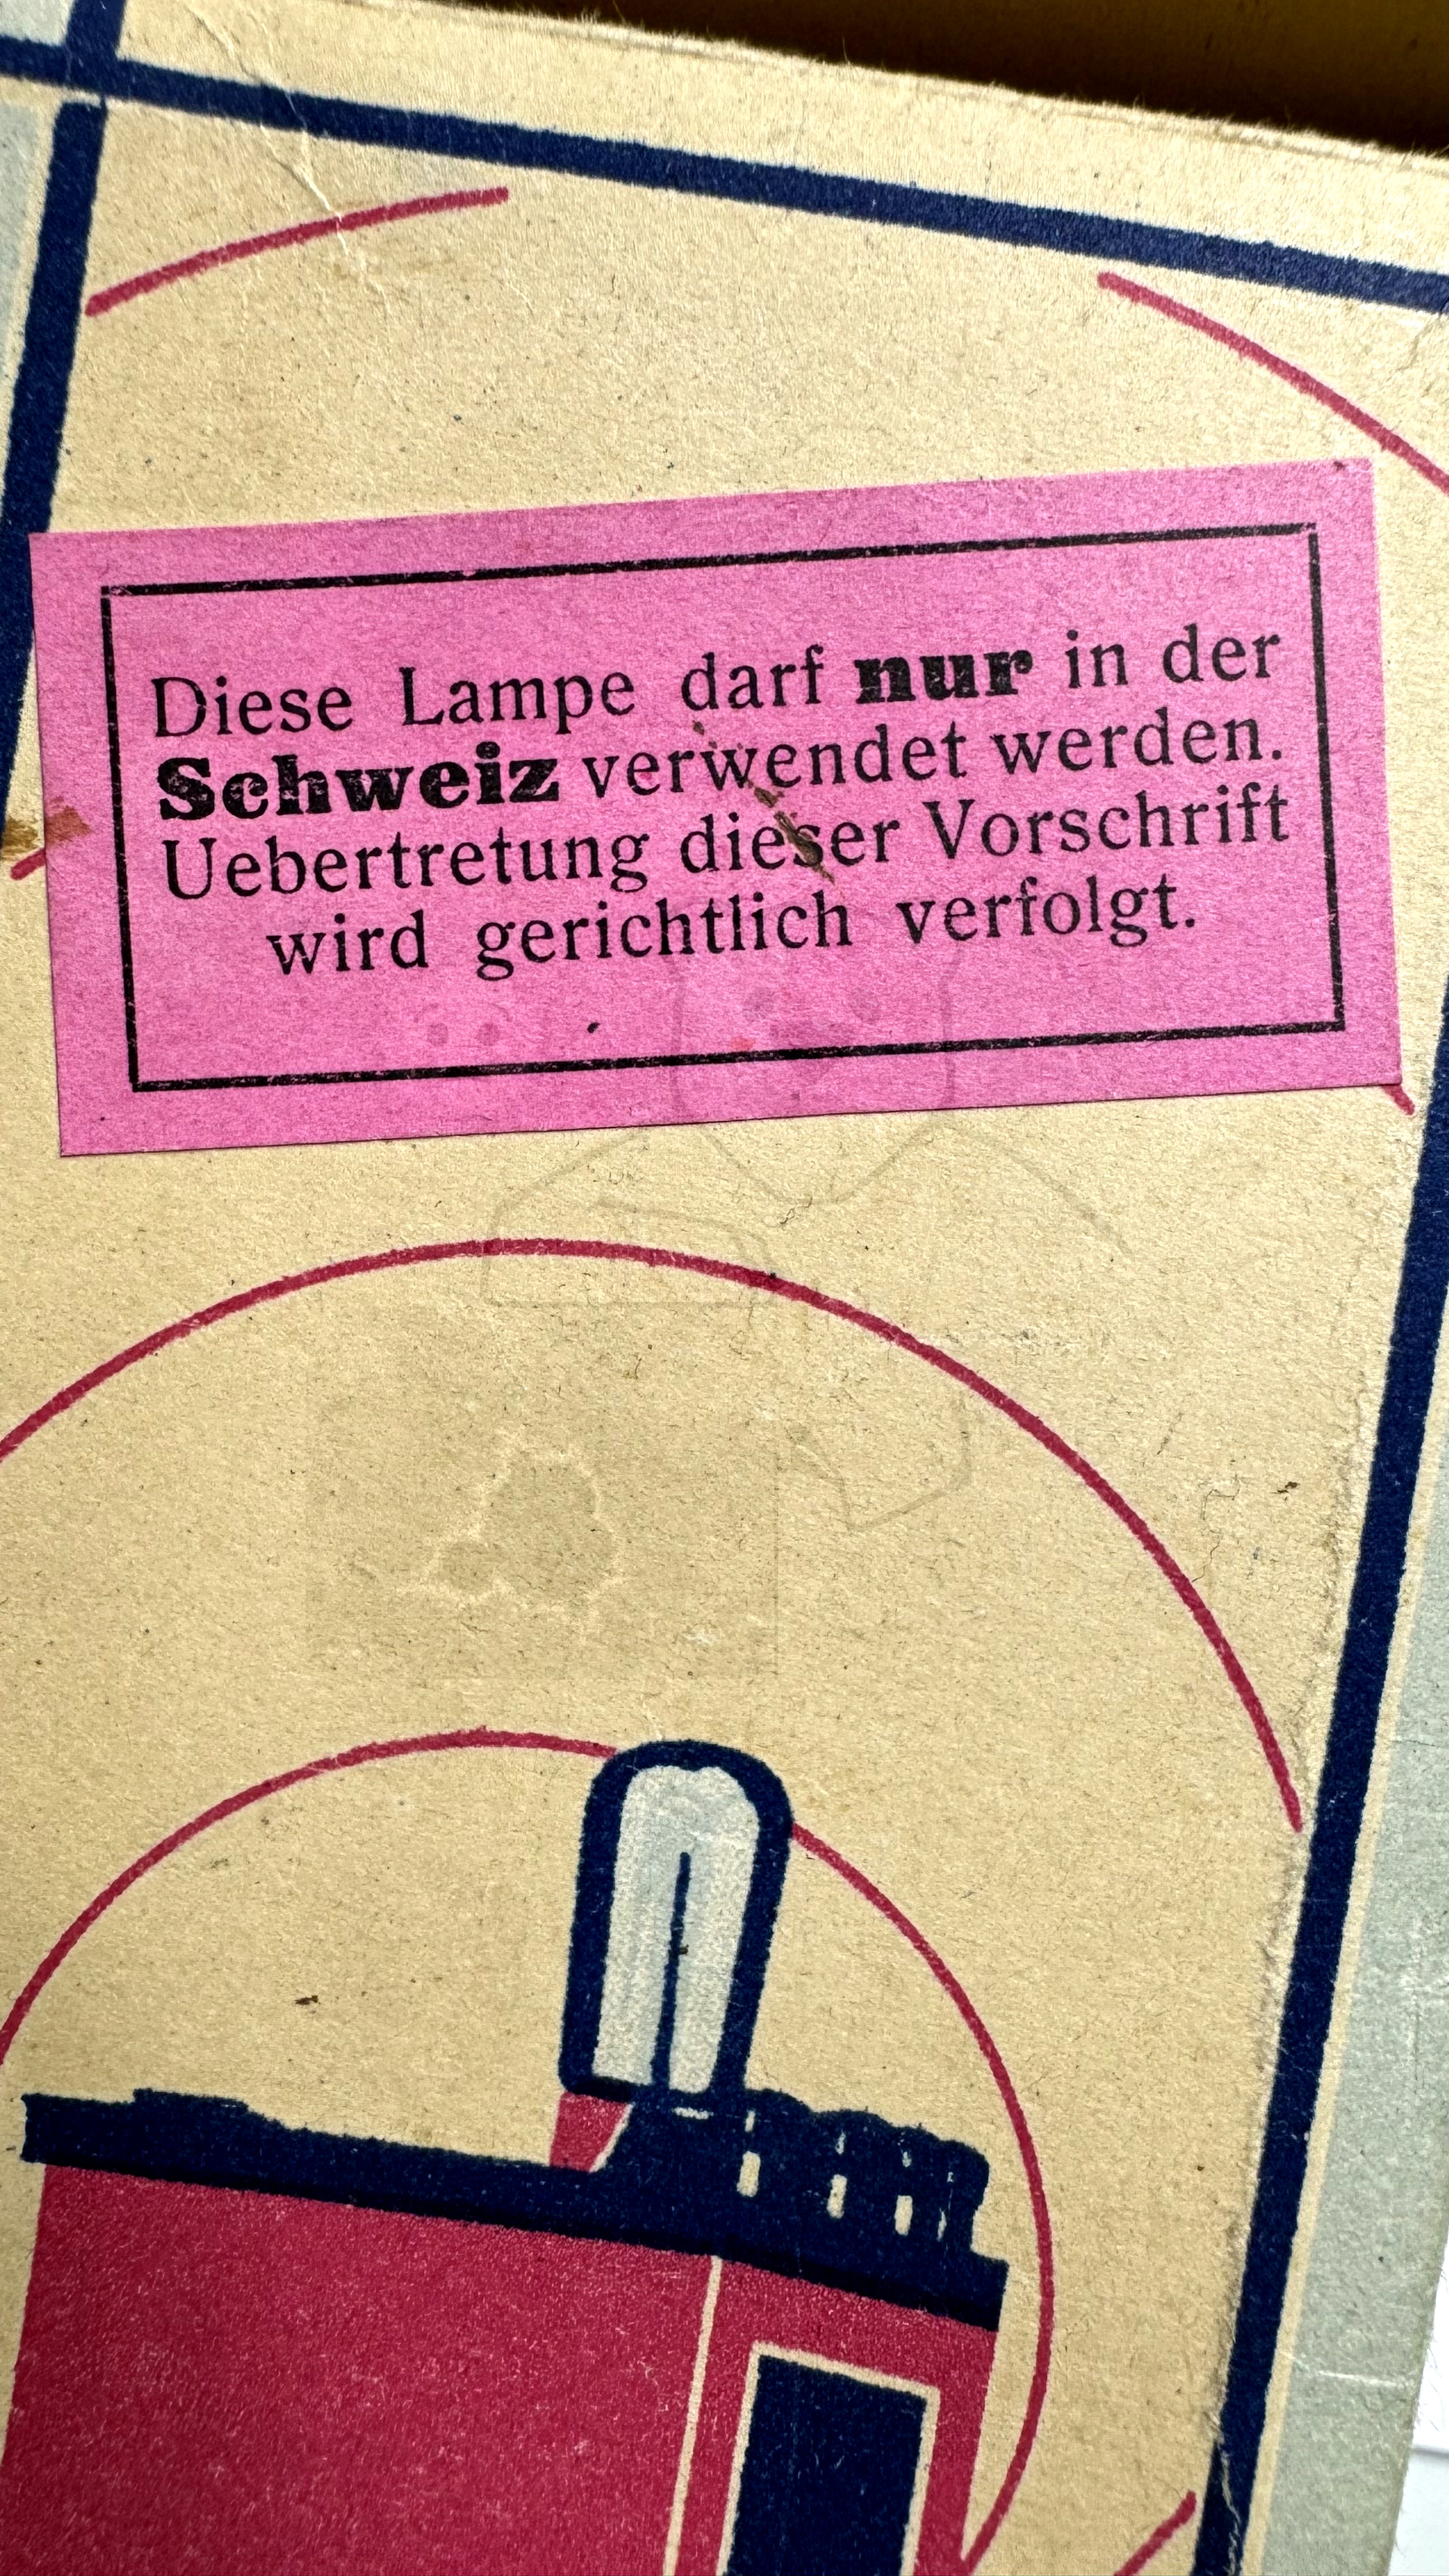 Diese Lampe darf nur in der
Schweiz verwendet werden.
Uebertretung dieser Vorschrift
wird gerichtlich verfolgt.